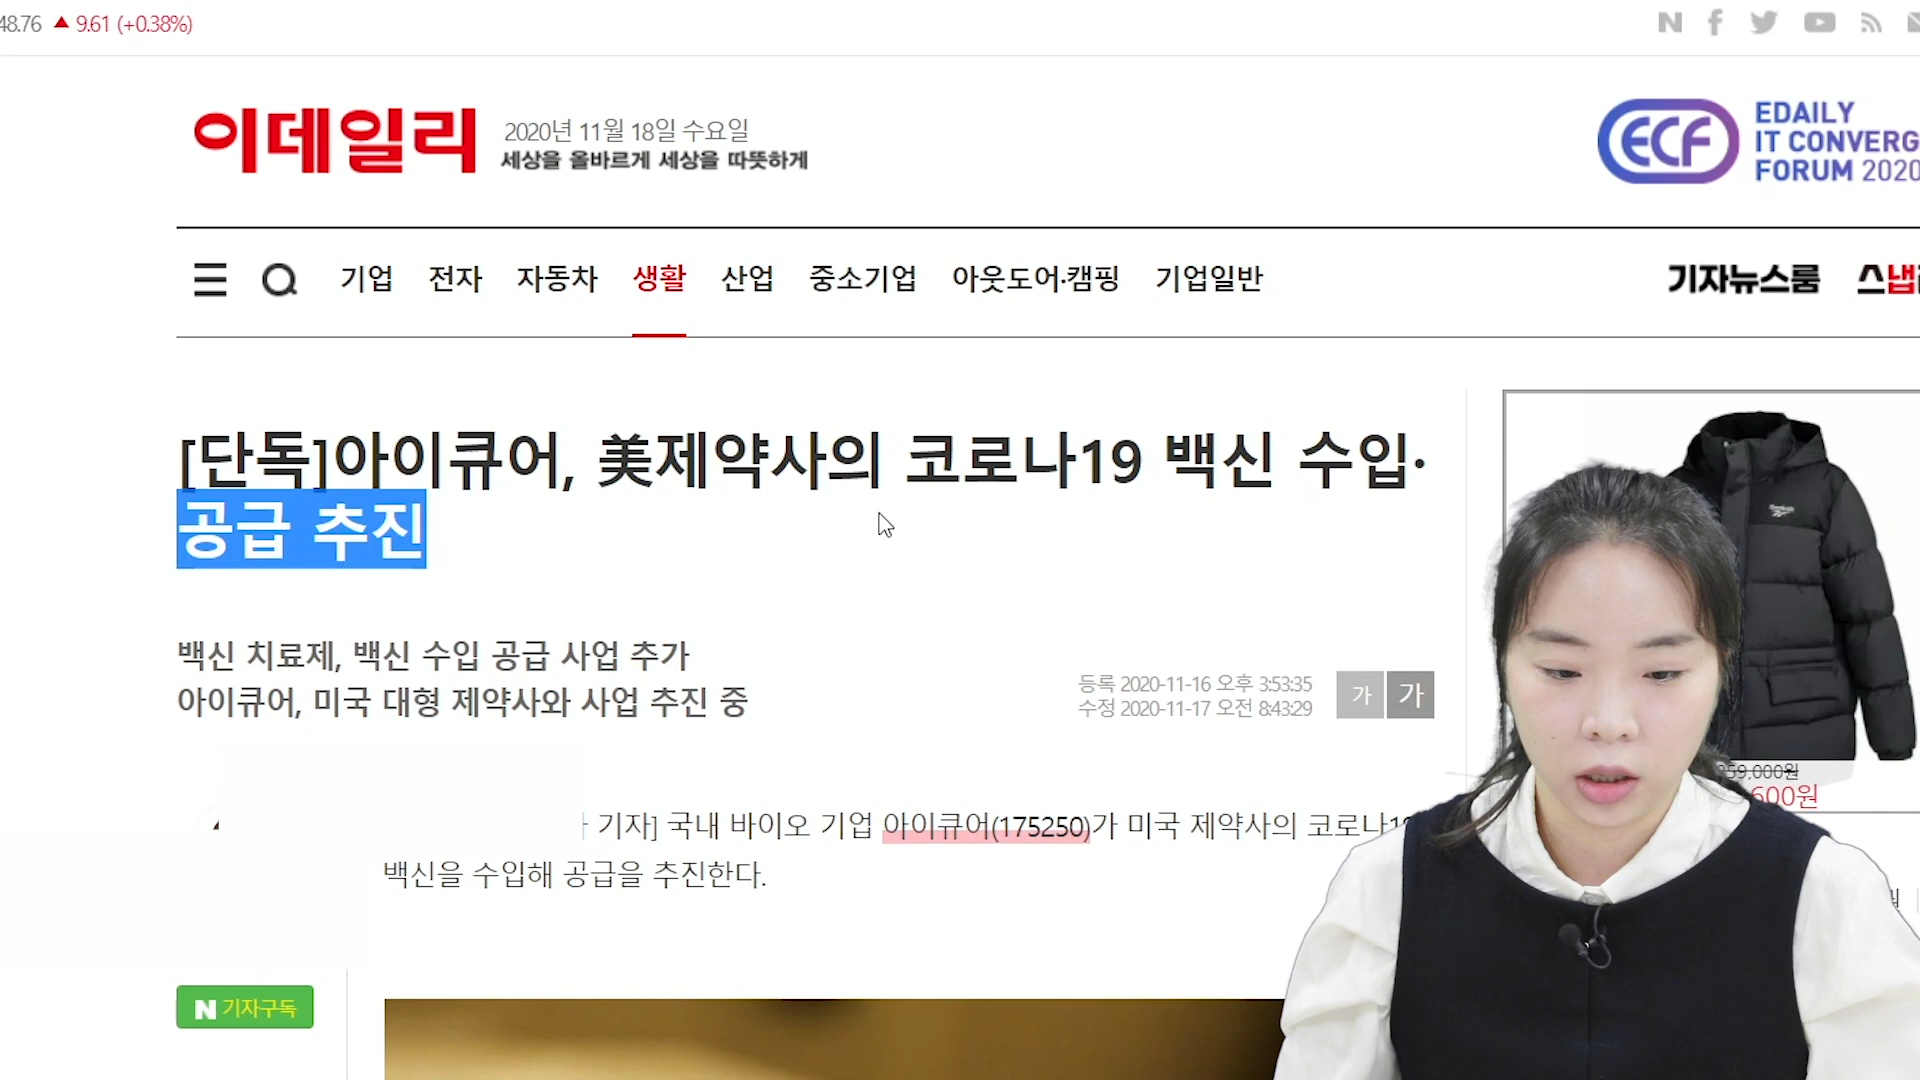 48.76 ▲ 9.61 (+0.38%)
이데일리
2020년 11월 18일 수요일
세상을 올바르게 세상을 따뜻하게
ECF
EDAILY
IT CONVERG
FORUM 2020
기업 전자 자동차 생활 산업 중소기업 아웃도어·캠핑 기업일반
기자뉴스룸 스냅
[단독]아이큐어, 美제약사의 코로나19 백신 수입·
공급 추진
백신 치료제, 백신 수입 공급 사업 추가
아이큐어, 미국 대형 제약사와 사업 추진 중
등록 2020-11-16 오후 3:53:35
수정 2020-11-17 오전 8:43:29
가 가
Reebok
59,000원
600원
기자] 국내 바이오 기업 아이큐어(175250)가 미국 제약사의 코로나19
백신을 수입해 공급을 추진한다.
N 기자구독